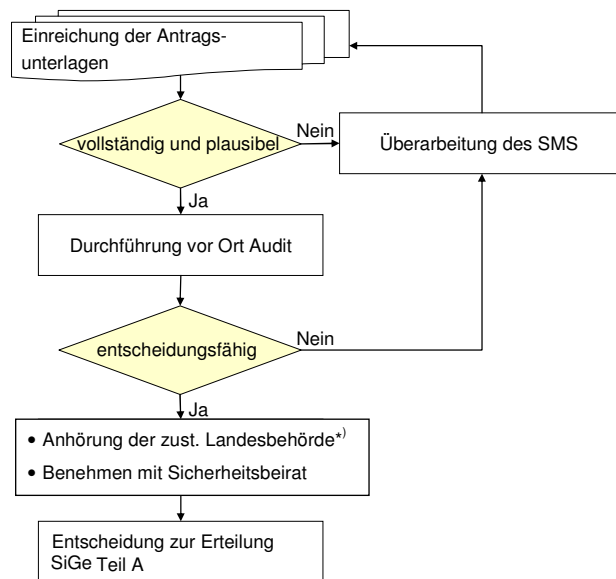 Einreichung der Antrags-
unterlagen
vollständig und plausibel
Nein
Überarbeitung des SMS
Ja
Durchführung vor Ort Audit
entscheidungsfähig
Nein
Ja
• Anhörung der zust. Landesbehörde*)
• Benehmen mit Sicherheitsbeirat
Entscheidung zur Erteilung
SiGe Teil A